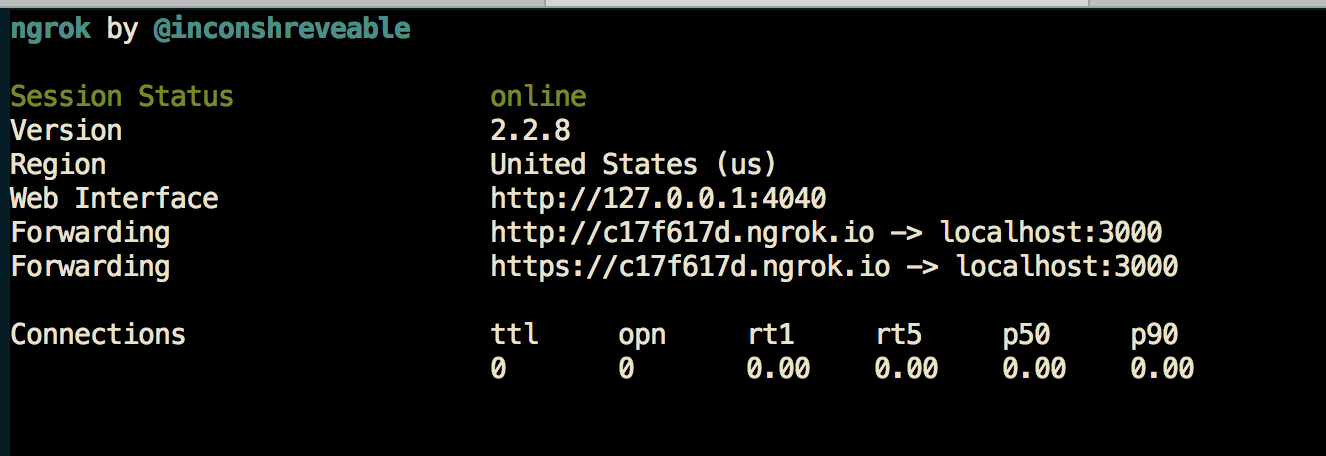 ngrok by @inconshreveable
Session Status online
Version 2.2.8
Region United States (us)
Web Interface http://127.0.0.1:4040
Forwarding http://c17f617d.ngrok.io -> localhost:3000
Forwarding https://c17f617d.ngrok.io -> localhost:3000
Connections ttl opn rt1 rt5 p50 p90
0 0 0.00 0.00 0.00 0.00